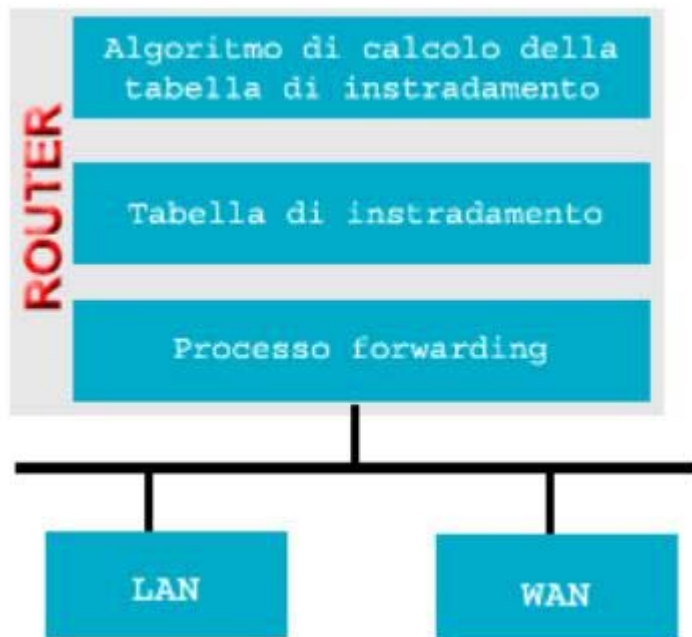 ROUTER
Algoritmo di calcolo della
tabella di instradamento
Tabella di instradamento
Processo forwarding
LAN
WAN